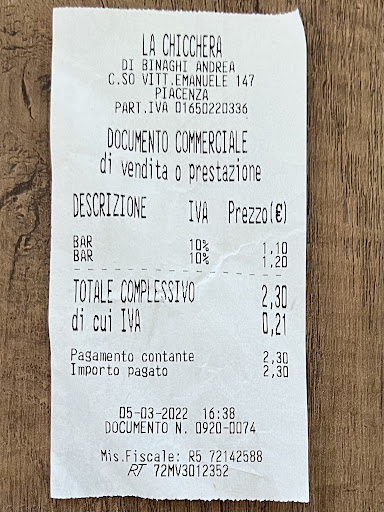 LA CHICCHERA
DI BINAGHI ANDREA
C.SO VITT.EMANUELE 147
PIACENZA
PART.IVA 01650220336
DOCUMENTO COMMERCIALE
di vendita o prestazione
DESCRIZIONE IVA Prezzo(€)
BAR 10% 1,10
BAR 10% 1,20
TOTALE COMPLESSIVO 2,30
di cui IVA 0,21
Pagamento contante 2,30
Importo pagato 2,30
05-03-2022 16:38
DOCUMENTO N. 0920-0074
Mis.Fiscale: R5 72142588
RT 72MV3012352